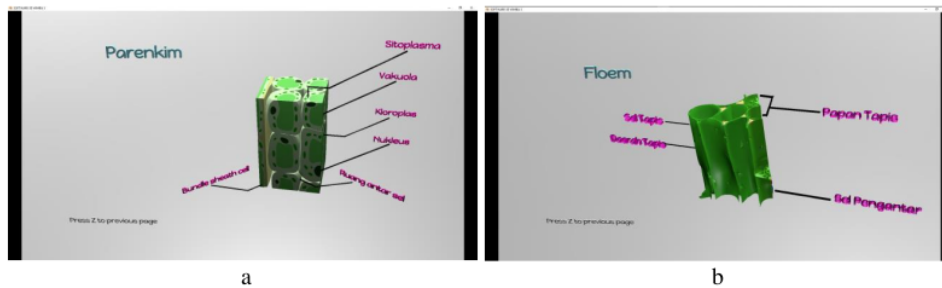 Parenkim
Sitoplasma
Vakuola
Kloroplas
Nukleus
Bundle sheath cell
Ruang antar sel
Press Z to previous page
a
Floem
Sel Tapis
Daerah Tapis
Papan Tapis
Sel Pengantar
Press Z to previous page
b